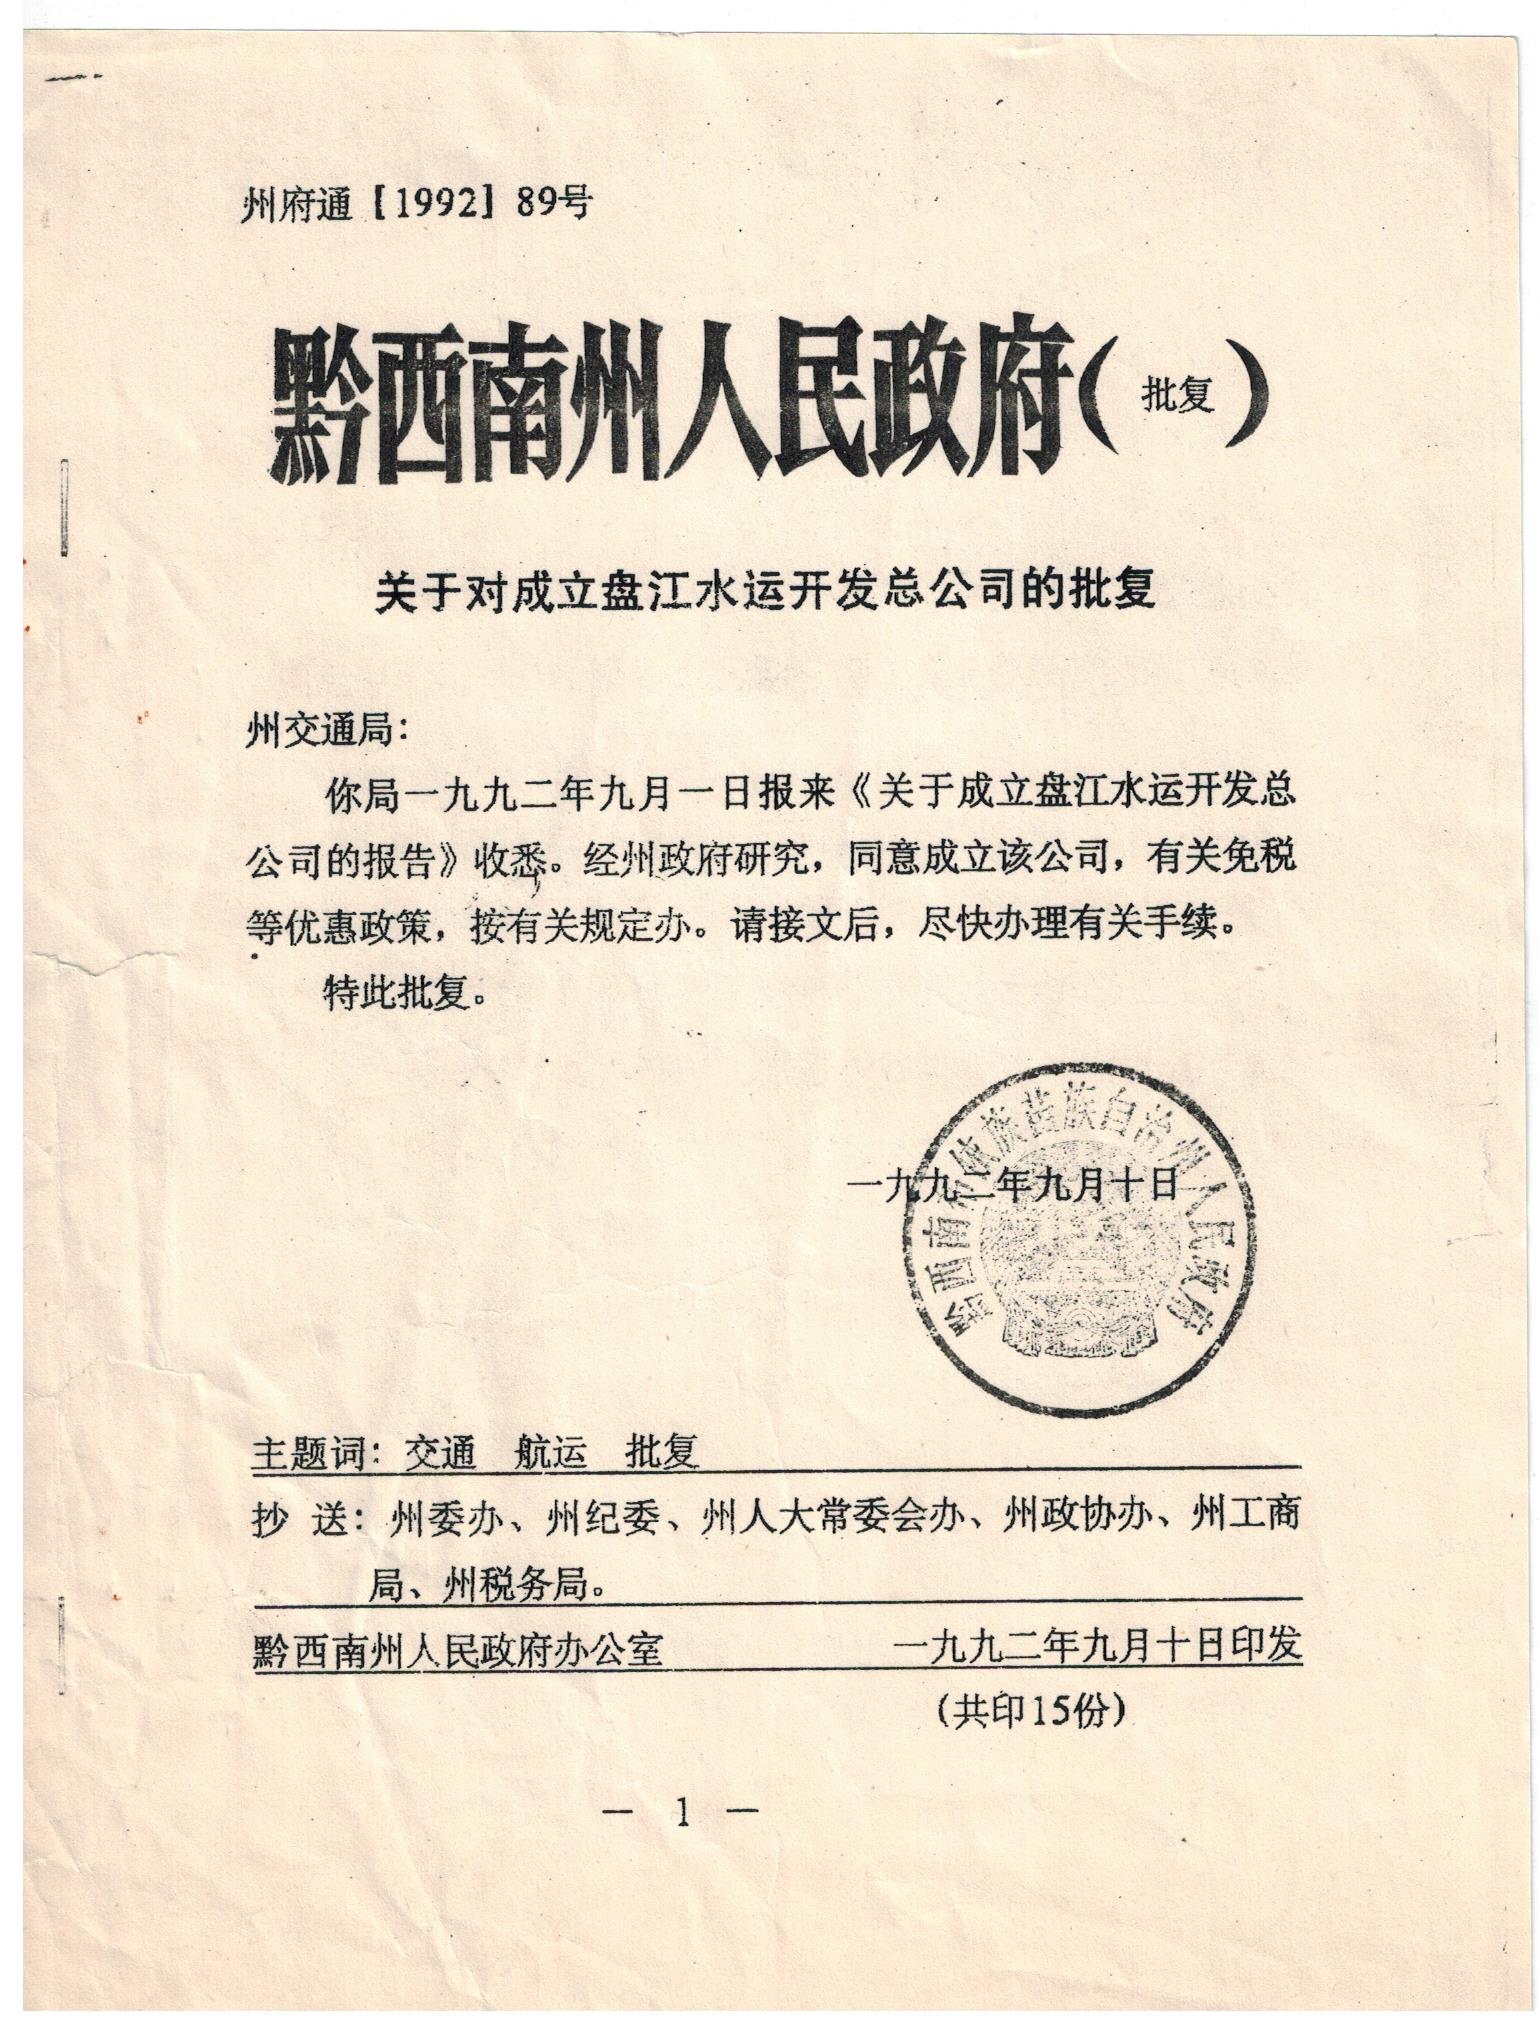 州府通【1992】89号
黔西南州人民政府（批复）
关于对成立盘江水运开发总公司的批复
州交通局：
你局一九九二年九月一日报来《关于成立盘江水运开发总
公司的报告》收悉。经州政府研究，同意成立该公司，有关免税
等优惠政策，按有关规定办。请接文后，尽快办理有关手续。
特此批复。
一九九二年九月十日
黔西南布依族苗族自治州人民政府
主题词：交通 航运 批复
抄 送：州委办、州纪委、州人大常委会办、州政协办、州工商
局、州税务局。
黔西南州人民政府办公室 一九九二年九月十日印发
（共印15份）
— 1 —